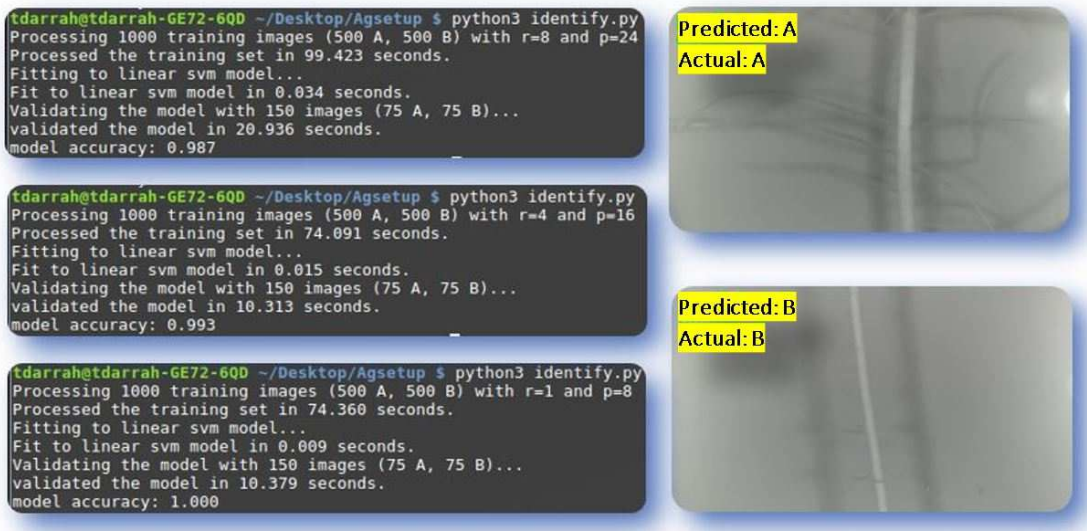 tdarrah@tdarrah-GE72-6QD ~/Desktop/Agsetup $ python3 identify.py
Processing 1000 training images (500 A, 500 B) with r=8 and p=24
Processed the training set in 99.423 seconds.
Fitting to linear svm model...
Fit to linear svm model in 0.034 seconds.
Validating the model with 150 images (75 A, 75 B)...
validated the model in 20.936 seconds.
model accuracy: 0.987
tdarrah@tdarrah-GE72-6QD ~/Desktop/Agsetup $ python3 identify.py
Processing 1000 training images (500 A, 500 B) with r=4 and p=16
Processed the training set in 74.091 seconds.
Fitting to linear svm model...
Fit to linear svm model in 0.015 seconds.
Validating the model with 150 images (75 A, 75 B)...
validated the model in 10.313 seconds.
model accuracy: 0.993
tdarrah@tdarrah-GE72-6QD ~/Desktop/Agsetup $ python3 identify.py
Processing 1000 training images (500 A, 500 B) with r=1 and p=8
Processed the training set in 74.360 seconds.
Fitting to linear svm model...
Fit to linear svm model in 0.009 seconds.
Validating the model with 150 images (75 A, 75 B)...
validated the model in 10.379 seconds.
model accuracy: 1.000
Predicted: A
Actual: A
Predicted: B
Actual: B